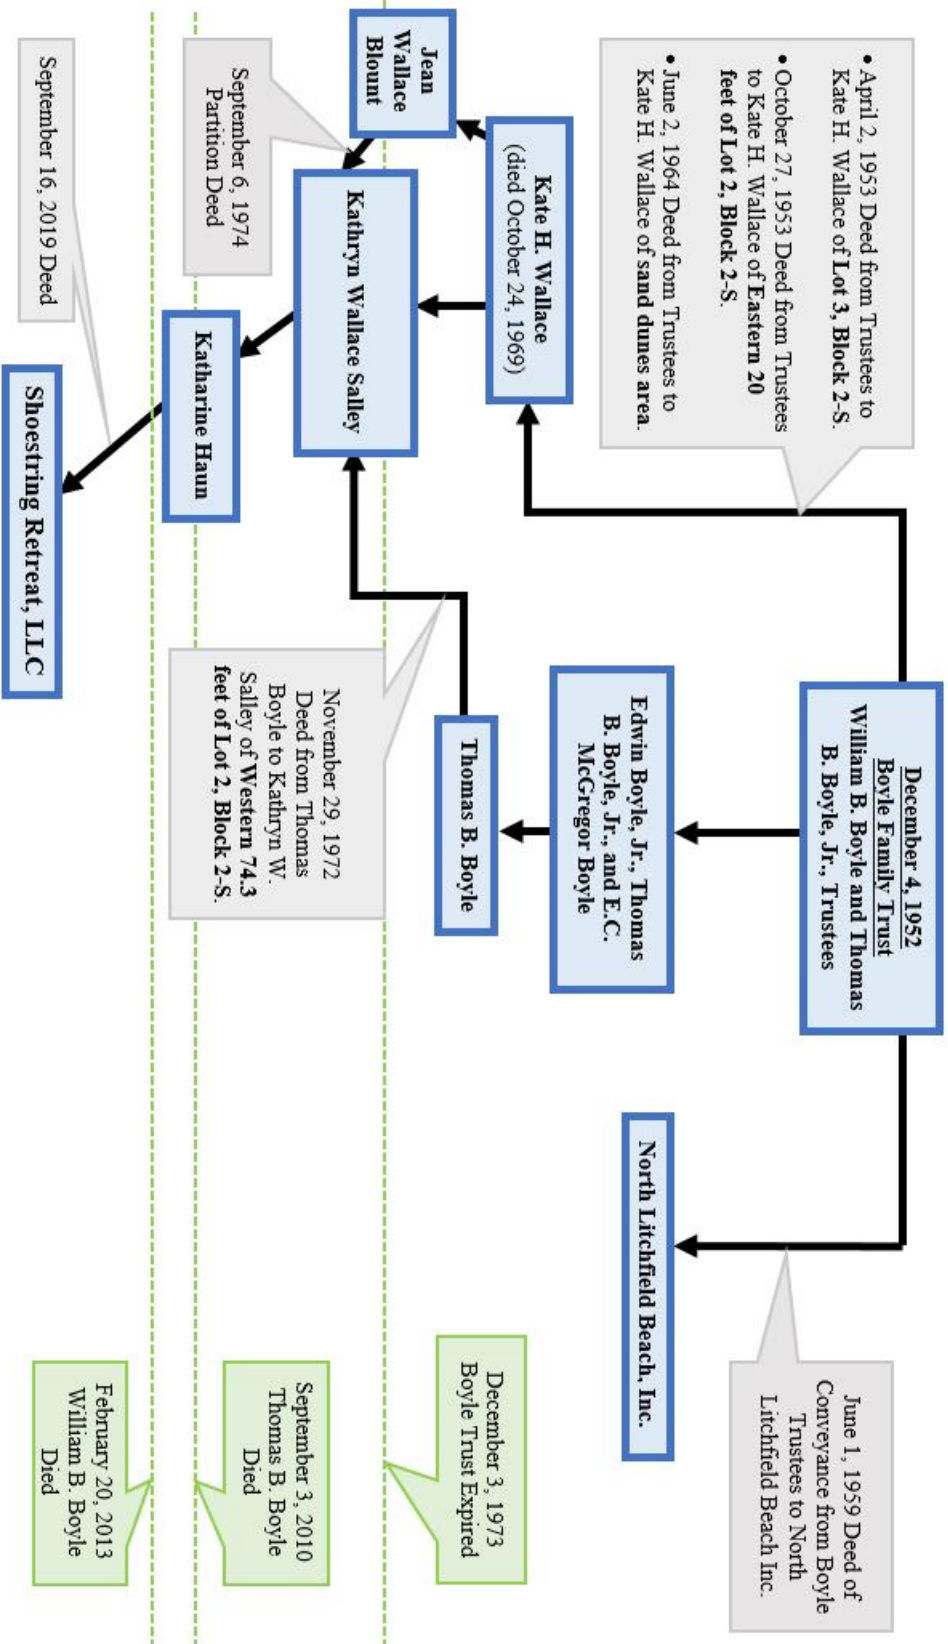 December 4, 1952
Boyle Family Trust
William B. Boyle and Thomas
B. Boyle, Jr., Trustees
• April 2, 1953 Deed from Trustees to
Kate H. Wallace of Lot 3, Block 2-S.
• October 27, 1953 Deed from Trustees
to Kate H. Wallace of Eastern 20
feet of Lot 2, Block 2-S.
• June 2, 1964 Deed from Trustees to
Kate H. Wallace of sand dunes area.
June 1, 1959 Deed of
Conveyance from Boyle
Trustees to North
Litchfield Beach Inc.
Edwin Boyle, Jr., Thomas
B. Boyle, Jr., and E.C.
McGregor Boyle
North Litchfield Beach, Inc.
Kate H. Wallace
(died October 24, 1969)
Thomas B. Boyle
December 3, 1973
Boyle Trust Expired
Jean
Wallace
Blount
Kathryn Wallace Salley
November 29, 1972
Deed from Thomas
Boyle to Kathryn W.
Salley of Western 74.3
feet of Lot 2, Block 2-S.
September 6, 1974
Partition Deed
September 3, 2010
Thomas B. Boyle
Died
Katharine Haun
February 20, 2013
William B. Boyle
Died
September 16, 2019 Deed
Shoestring Retreat, LLC